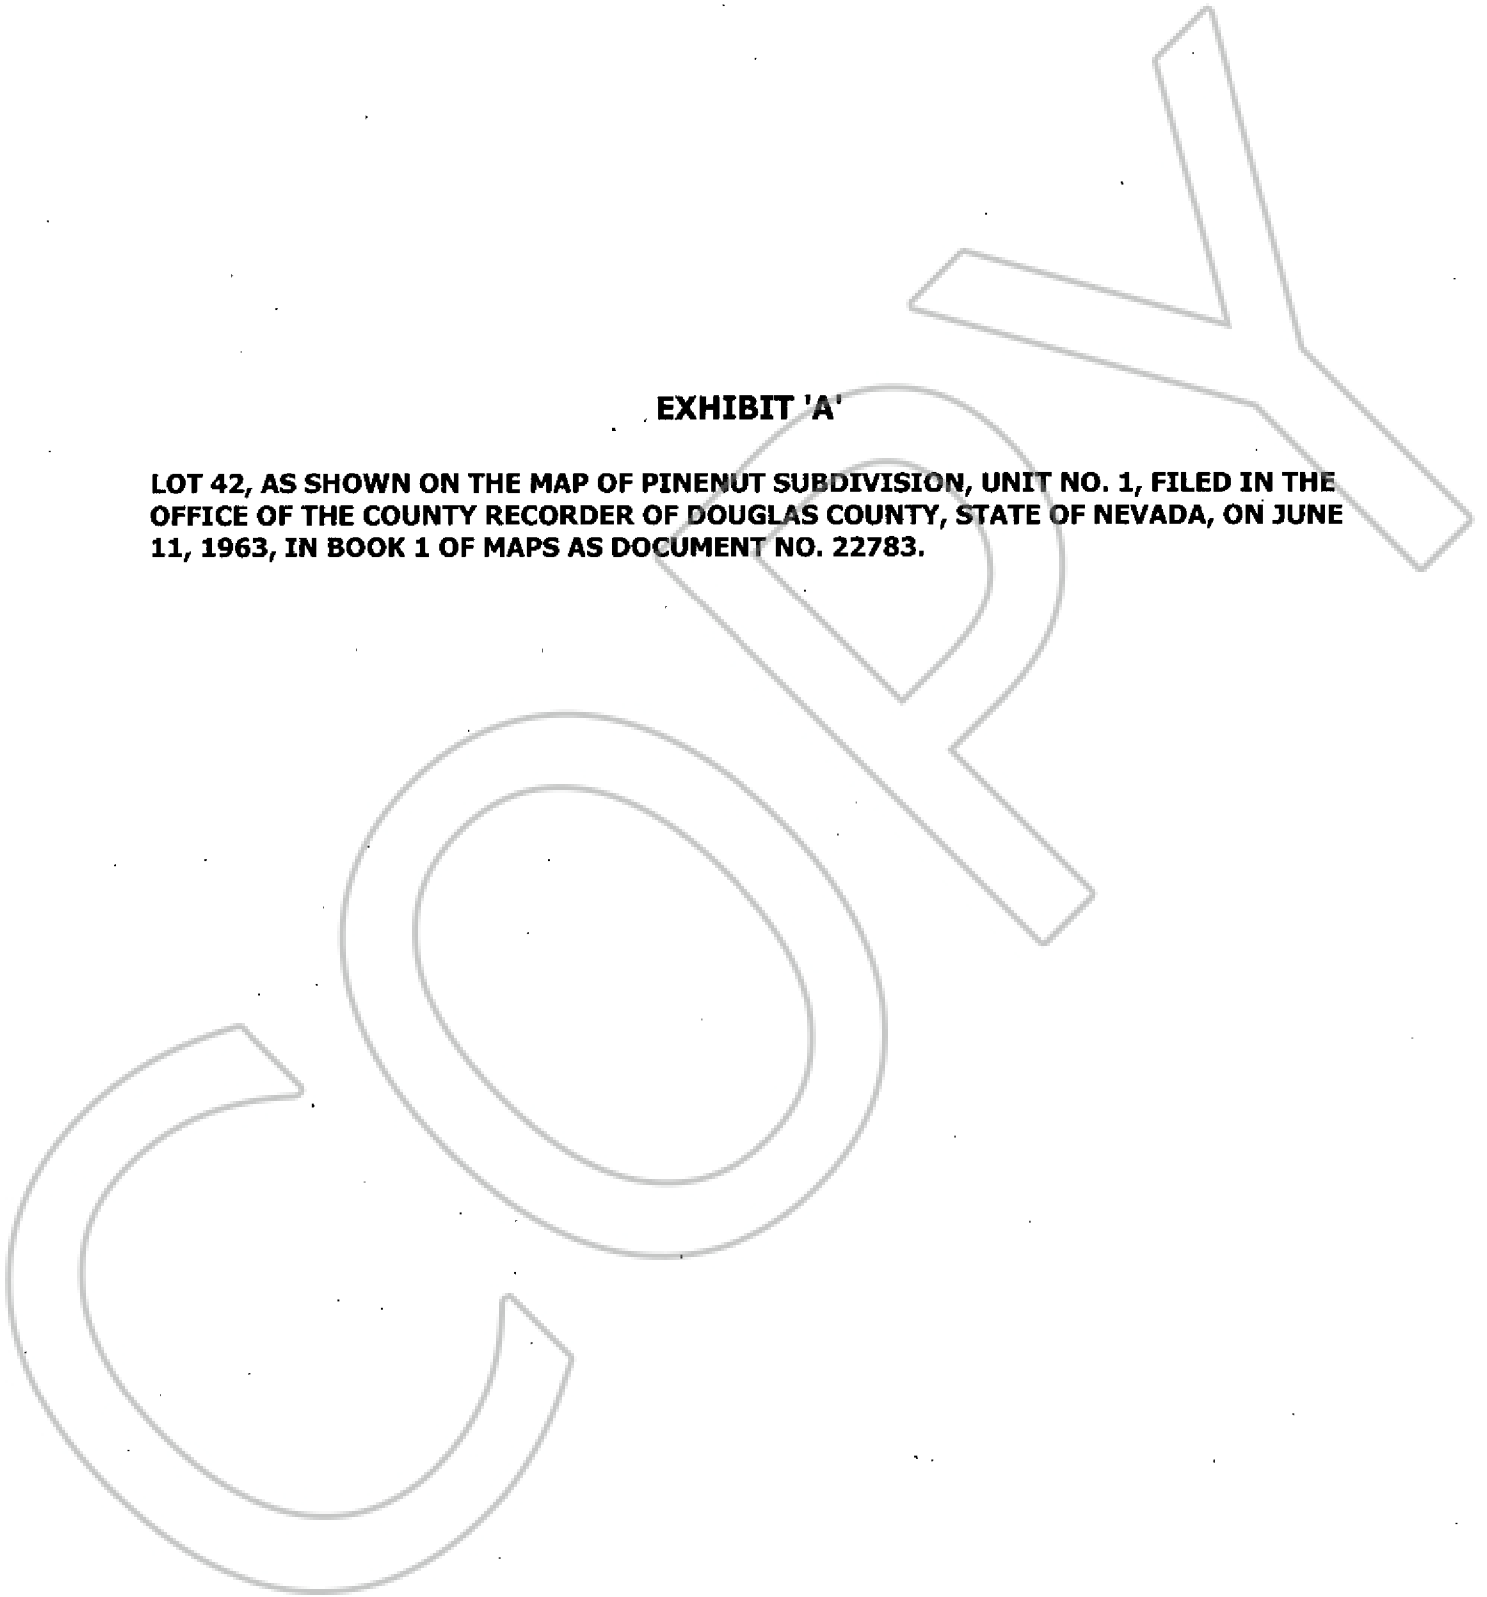 EXHIBIT 'A'
LOT 42, AS SHOWN ON THE MAP OF PINENUT SUBDIVISION, UNIT NO. 1, FILED IN THE
OFFICE OF THE COUNTY RECORDER OF DOUGLAS COUNTY, STATE OF NEVADA, ON JUNE
11, 1963, IN BOOK 1 OF MAPS AS DOCUMENT NO. 22783.
COPY